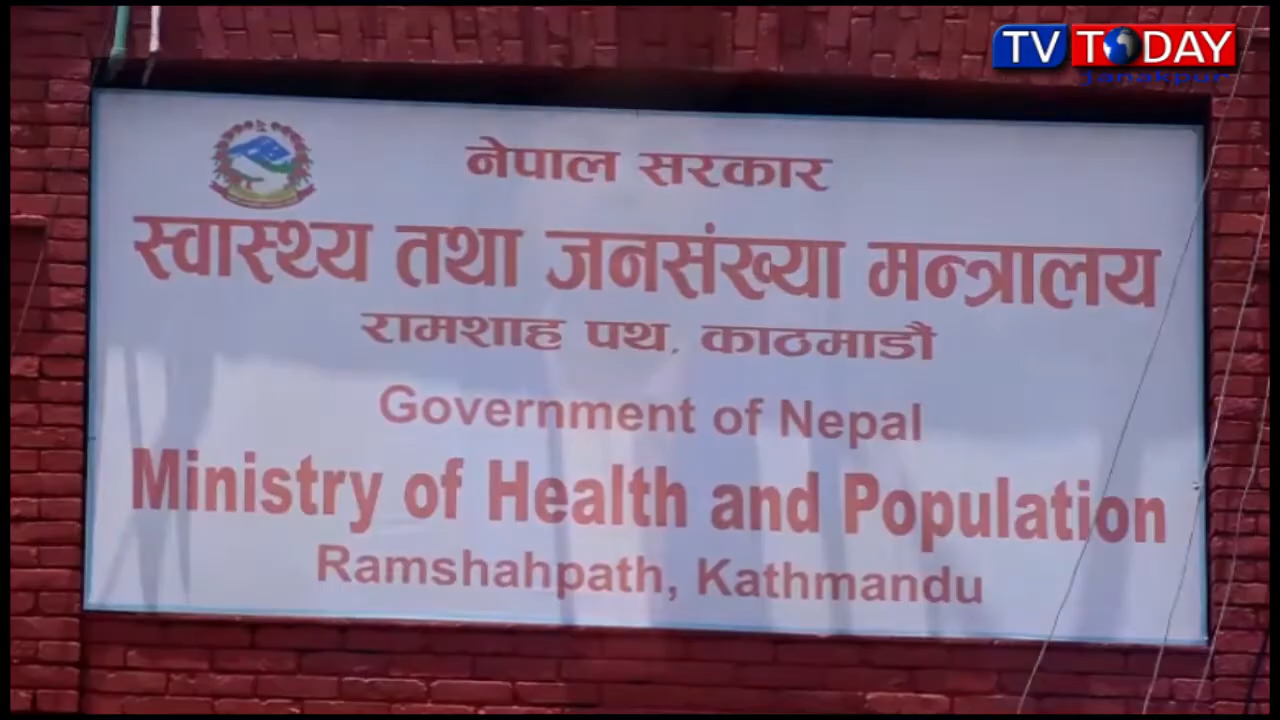 TV TODAY
Janakpur
नेपाल सरकार
स्वास्थ्य तथा जनसंख्या मन्त्रालय
रामशाह पथ, काठमाडौं
Government of Nepal
Ministry of Health and Population
Ramshahpath, Kathmandu